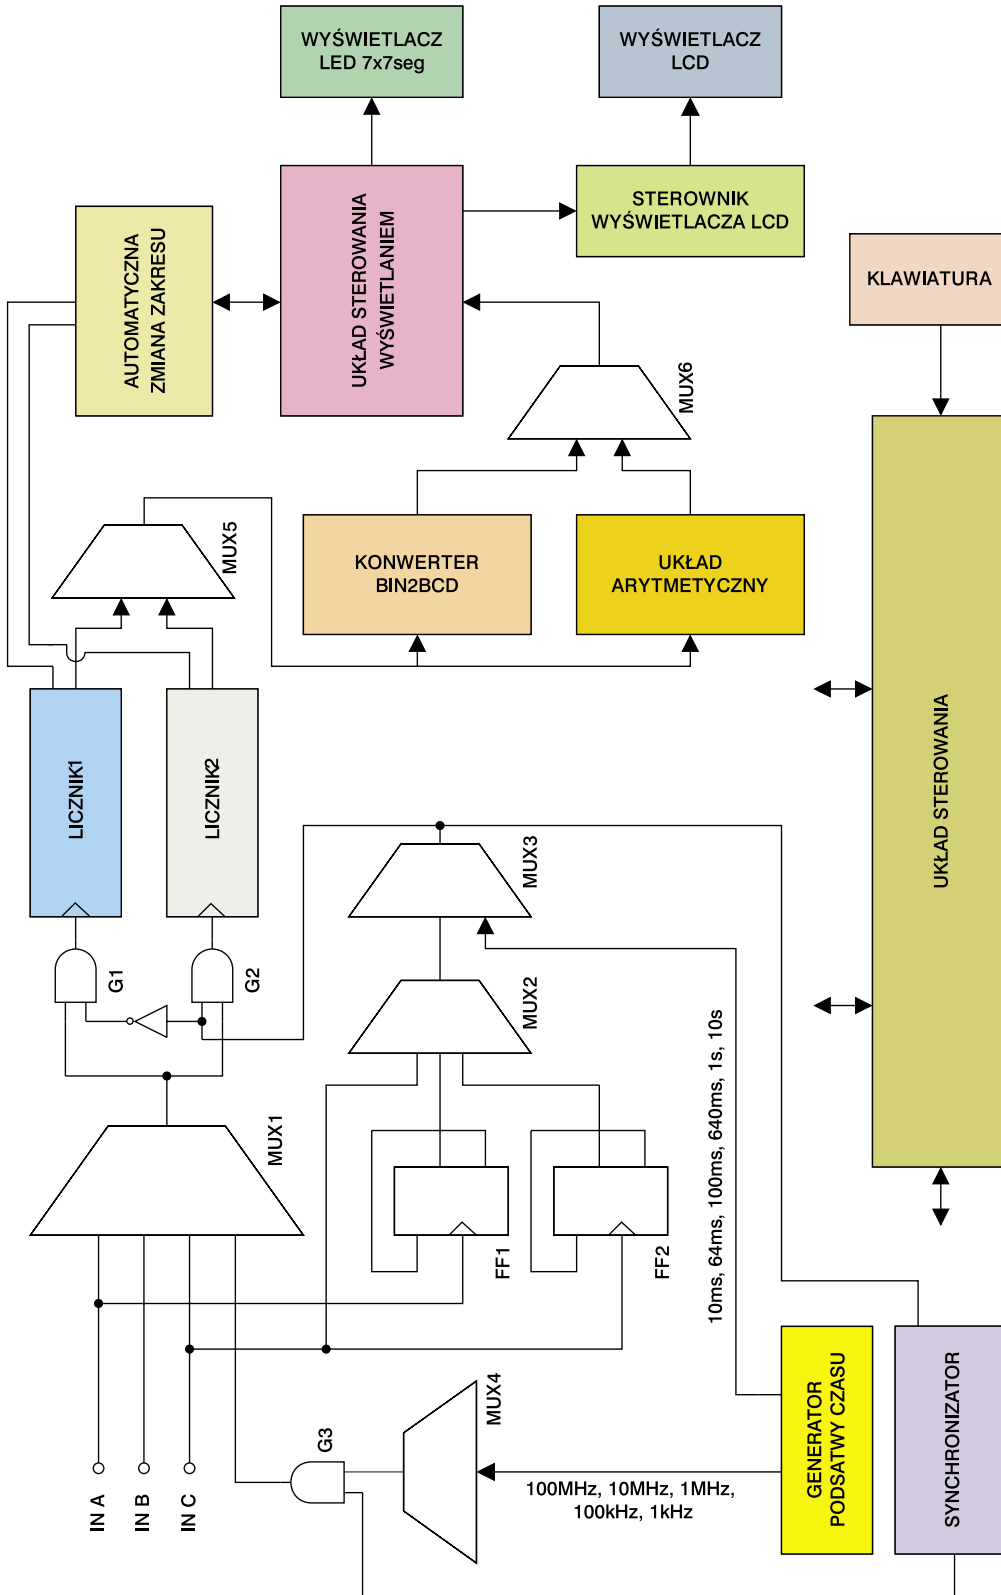 WYŚWIETLACZ
LED 7x7seg
WYŚWIETLACZ
LCD
AUTOMATYCZNA
ZMIANA ZAKRESU
UKŁAD STEROWANIA
WYŚWIETLANIEM
STEROWNIK
WYŚWIETLACZA LCD
KLAWIATURA
MUX6
MUX5
KONWERTER
BIN2BCD
UKŁAD
ARYTMETYCZNY
LICZNIK1
LICZNIK2
UKŁAD STEROWANIA
MUX3
G1
G2
MUX2
MUX1
10ms, 64ms, 100ms, 640ms, 1s, 10s
FF1
FF2
MUX4
G3
IN A
IN B
IN C
100MHz, 10MHz, 1MHz,
100kHz, 1kHz
GENERATOR
PODSATWY CZASU
SYNCHRONIZATOR